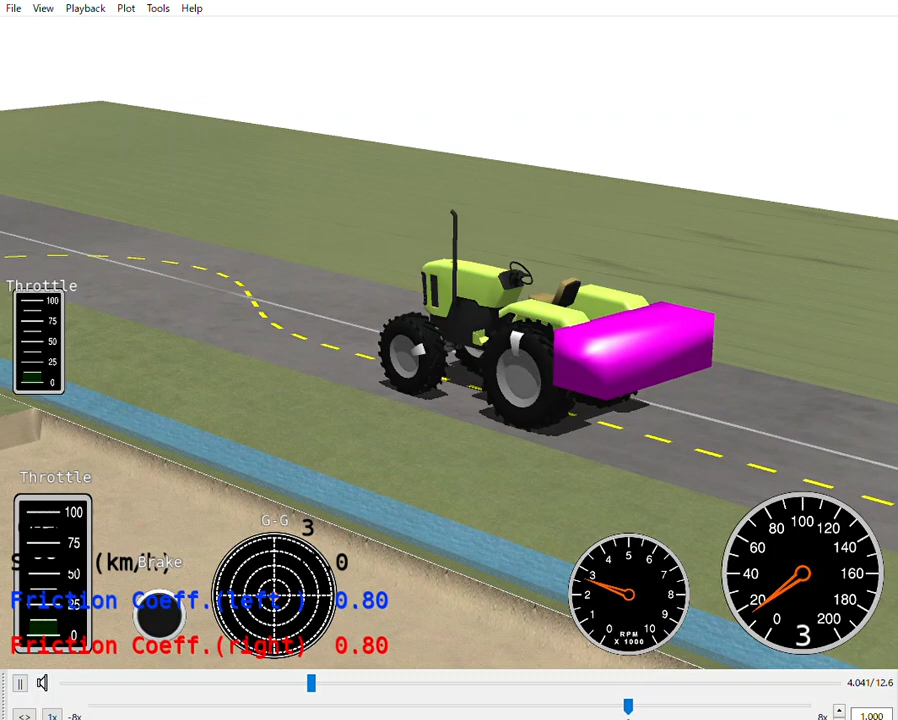 File View Playback Plot Tools Help
Throttle
100
75
50
25
0
Throttle
100
75
50
25
0
(km/h) 0
Brake
G-G
3
Friction Coeff.(left ) 0.80
Friction Coeff.(right) 0.80
0 1 2 3 4 5 6 7 8 9 10
RPM
X 1000
0 20 40 60 80 100 120 140 160 180 200
3
4.041/12.6
<> 1x -8x 8x 1.000